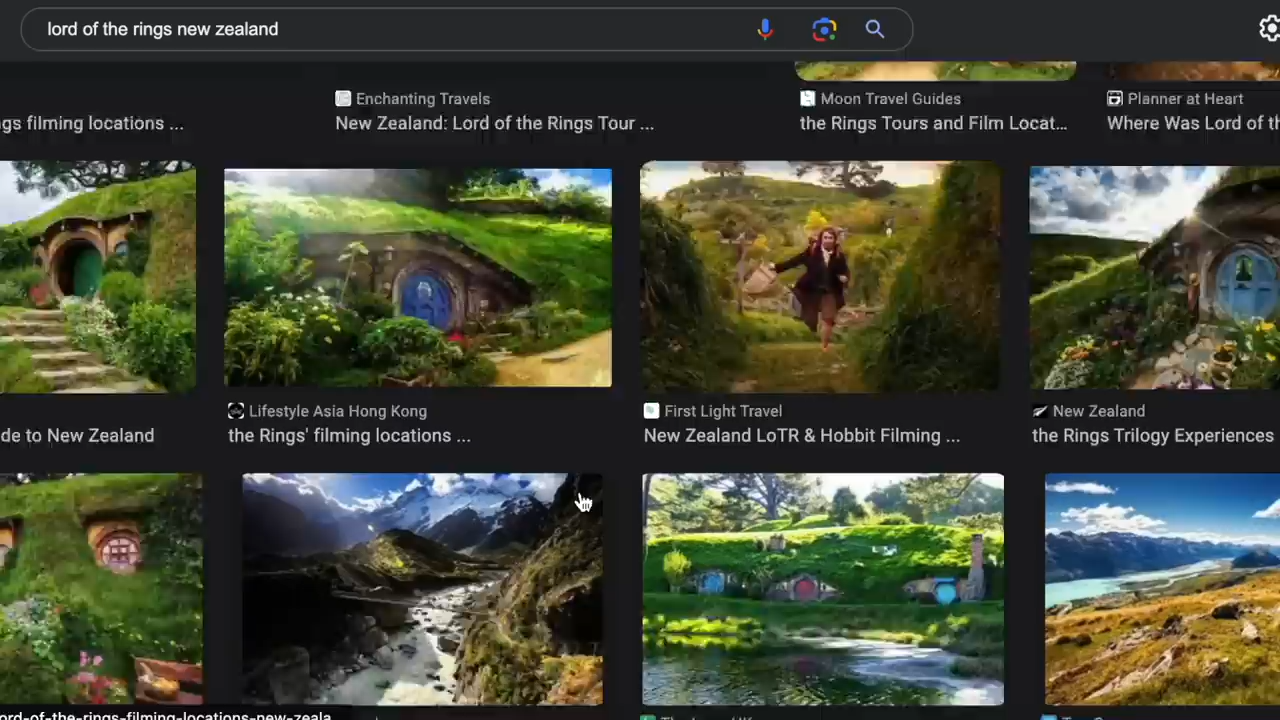 lord of the rings new zealand
Enchanting Travels
Moon Travel Guides
Planner at Heart
gs filming locations ...
New Zealand: Lord of the Rings Tour ...
the Rings Tours and Film Locat...
Where Was Lord of th
Lifestyle Asia Hong Kong
First Light Travel
New Zealand
de to New Zealand
the Rings' filming locations ...
New Zealand LoTR & Hobbit Filming ...
the Rings Trilogy Experiences
ord-of-the-rings-filming-locations-new-zeala